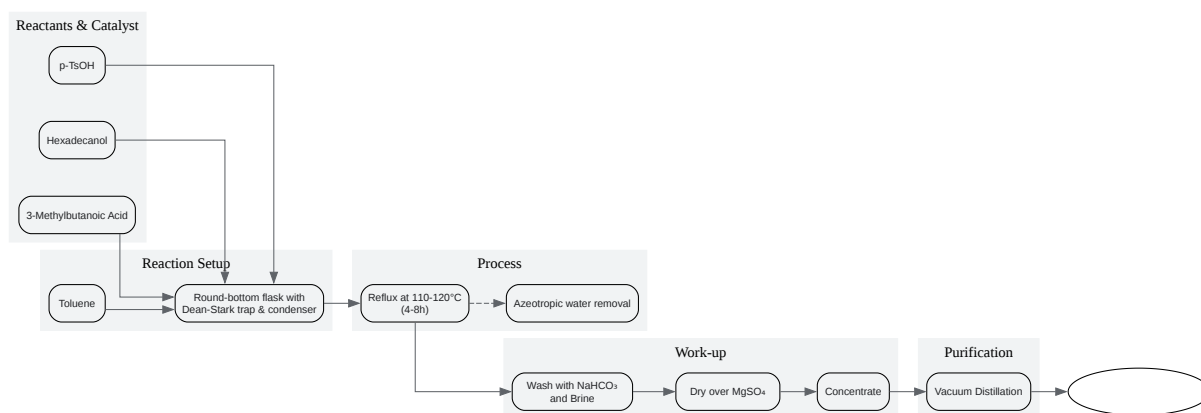 Reactants & Catalyst
p-TsOH
Hexadecanol
3-Methylbutanoic Acid
Reaction Setup
Toluene
Round-bottom flask with
Dean-Stark trap & condenser
Process
Reflux at 110-120°C
(4-8h)
Azeotropic water removal
Work-up
Wash with NaHCO₃
and Brine
Dry over MgSO₄
Concentrate
Purification
Vacuum Distillation